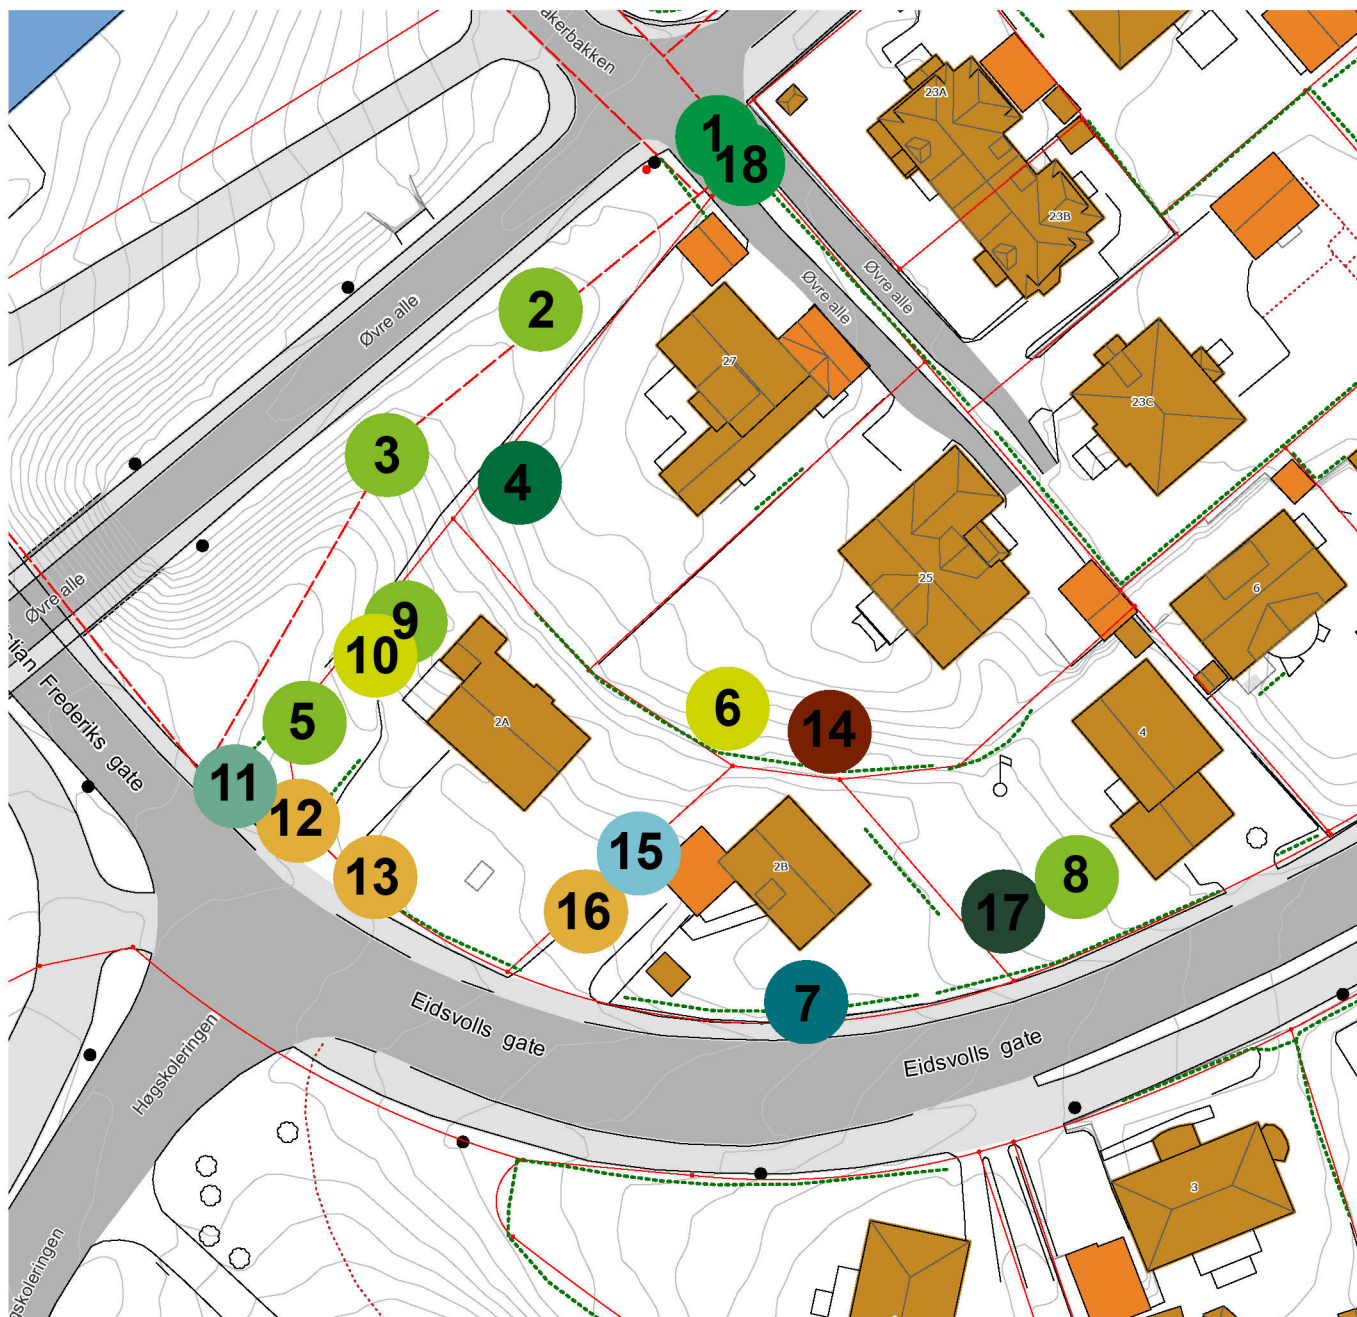 akerbakken
23A
1
18
23B
Øvre alle
Øvre alle
Øvre alle
2
27
23C
3
4
25
6
Øvre alle
9
10
stian Frederiks gate
5
2A
6
14
4
11
12
15
2B
13
8
16
17
7
Eidsvolls gate
Eidsvolls gate
Høgskoleringen
3
gskoleringen